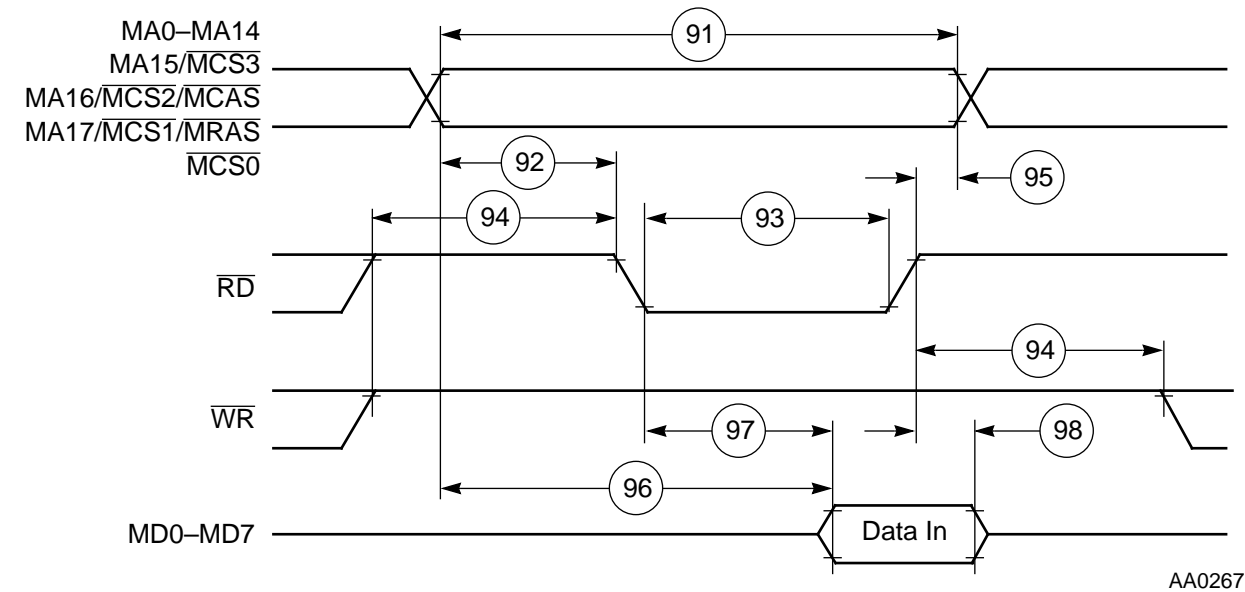 MA0–MA14
91
MA15/MCS3
MA16/MCS2/MCAS
MA17/MCS1/MRAS
MCS0
92
95
94
93
RD
94
WR
97
98
96
MD0–MD7
Data In
AA0267